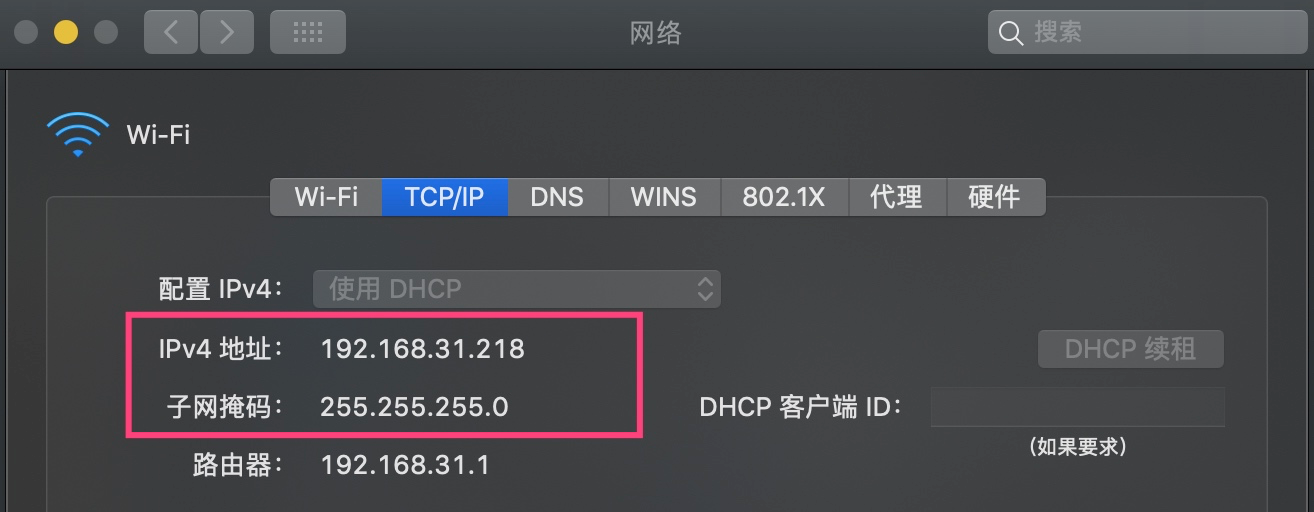 网络
搜索
Wi-Fi
Wi-Fi TCP/IP DNS WINS 802.1X 代理 硬件
配置 IPv4： 使用 DHCP
IPv4 地址： 192.168.31.218 DHCP 续租
子网掩码： 255.255.255.0 DHCP 客户端 ID：
(如果要求)
路由器： 192.168.31.1